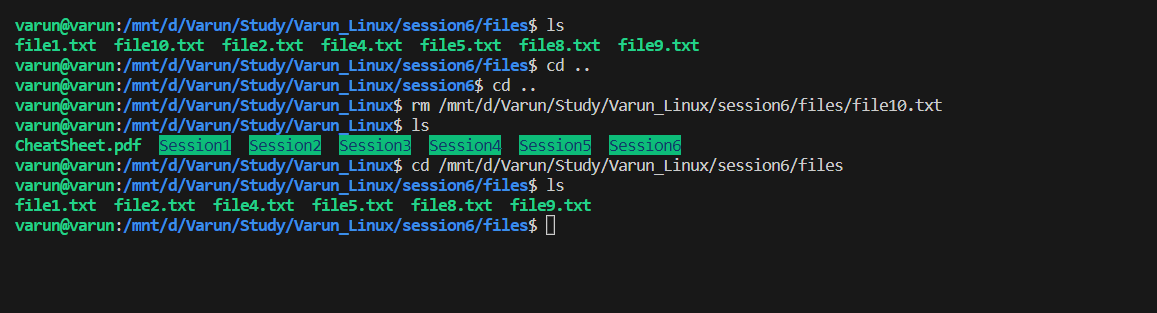 varun@varun:/mnt/d/Varun/Study/Varun_Linux/session6/files$ ls
file1.txt  file10.txt  file2.txt  file4.txt  file5.txt  file8.txt  file9.txt
varun@varun:/mnt/d/Varun/Study/Varun_Linux/session6/files$ cd ..
varun@varun:/mnt/d/Varun/Study/Varun_Linux/session6$ cd ..
varun@varun:/mnt/d/Varun/Study/Varun_Linux$ rm /mnt/d/Varun/Study/Varun_Linux/session6/files/file10.txt
varun@varun:/mnt/d/Varun/Study/Varun_Linux$ ls
CheatSheet.pdf  Session1  Session2  Session3  Session4  Session5  Session6
varun@varun:/mnt/d/Varun/Study/Varun_Linux$ cd /mnt/d/Varun/Study/Varun_Linux/session6/files
varun@varun:/mnt/d/Varun/Study/Varun_Linux/session6/files$ ls
file1.txt  file2.txt  file4.txt  file5.txt  file8.txt  file9.txt
varun@varun:/mnt/d/Varun/Study/Varun_Linux/session6/files$